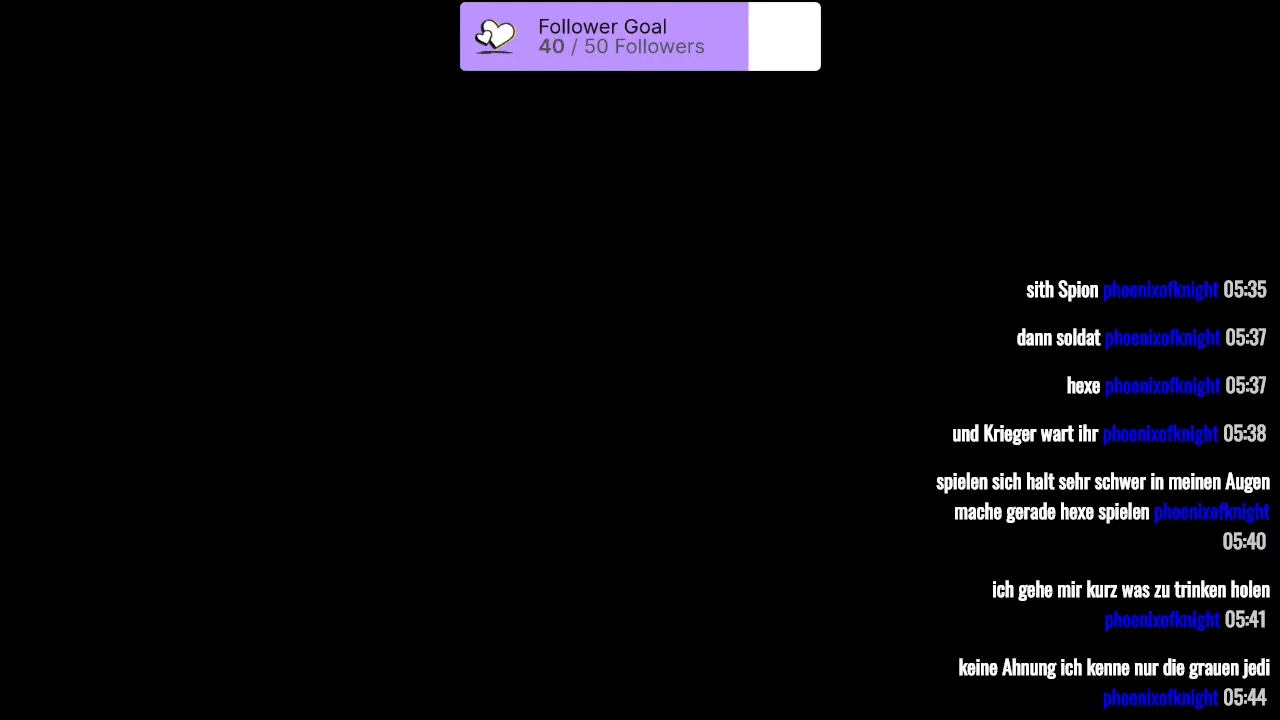 Follower Goal
40 / 50 Followers
sith Spion phoenixofknight 05:35
dann soldat phoenixofknight 05:37
hexe phoenixofknight 05:37
und Krieger wart ihr phoenixofknight 05:38
spielen sich halt sehr schwer in meinen Augen
mache gerade hexe spielen phoenixofknight
05:40
ich gehe mir kurz was zu trinken holen
phoenixofknight 05:41
keine Ahnung ich kenne nur die grauen jedi
phoenixofknight 05:44